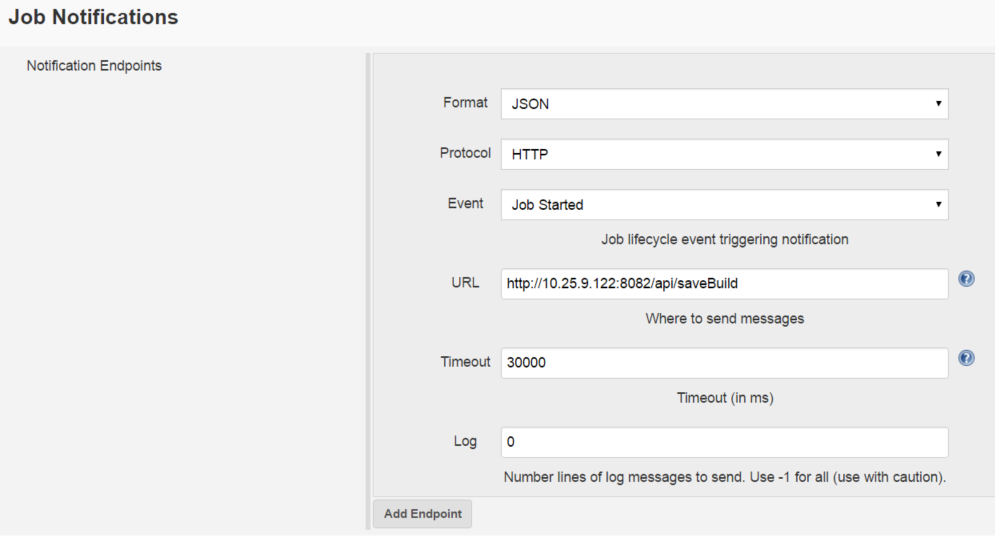 Job Notifications
Notification Endpoints
Format JSON
Protocol HTTP
Event Job Started
Job lifecycle event triggering notification
URL http://10.25.9.122:8082/api/saveBuild
Where to send messages
Timeout 30000
Timeout (in ms)
Log 0
Number lines of log messages to send. Use -1 for all (use with caution).
Add Endpoint